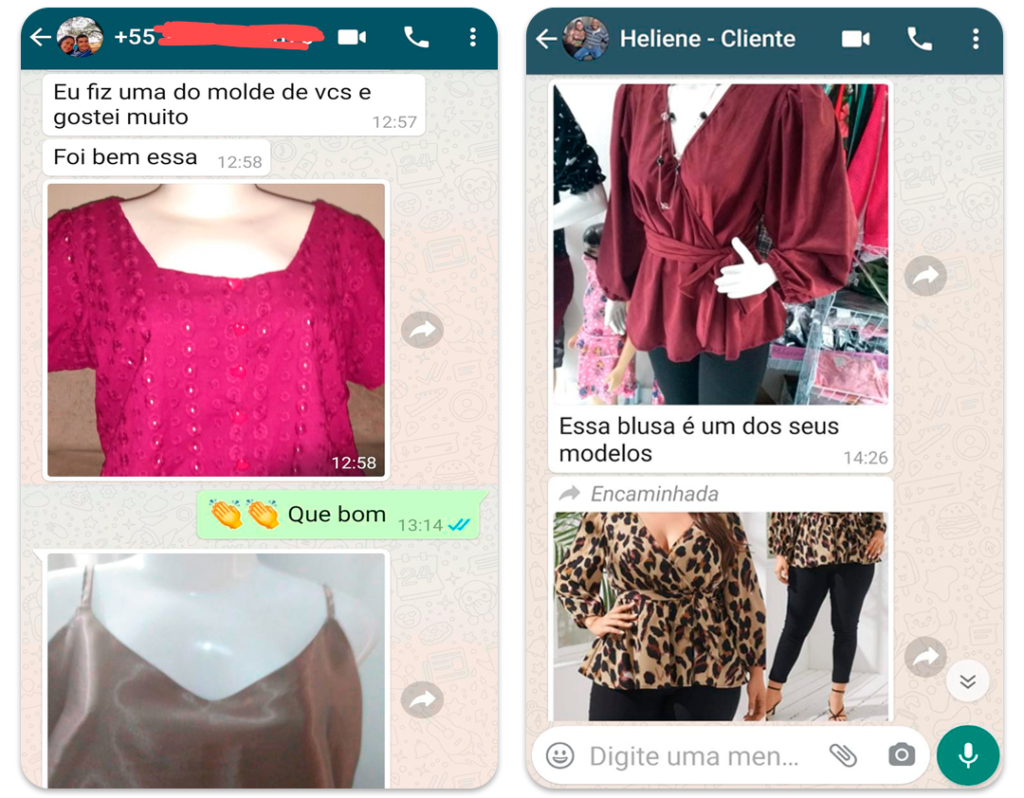 +55
Eu fiz uma do molde de vcs e
gostei muito
12:57
Foi bem essa
12:58
12:58
👏👏 Que bom
13:14
Heliene - Cliente
Essa blusa é um dos seus
modelos
14:26
Encaminhada
Digite uma men...